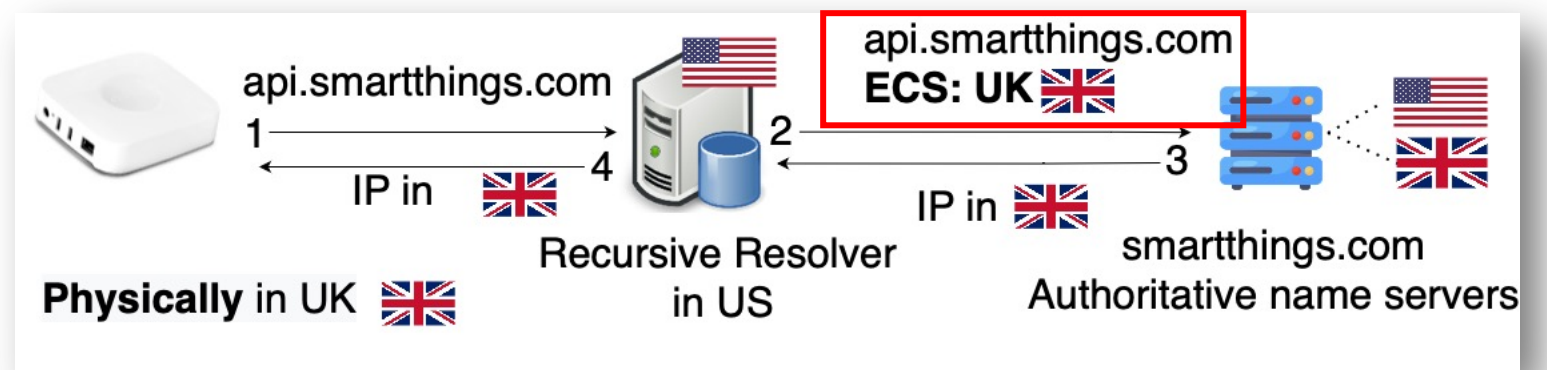 api.smartthings.com
ECS: UK
api.smartthings.com
1
2
4
3
IP in
IP in
Recursive Resolver
in US
smartthings.com
Authoritative name servers
Physically in UK